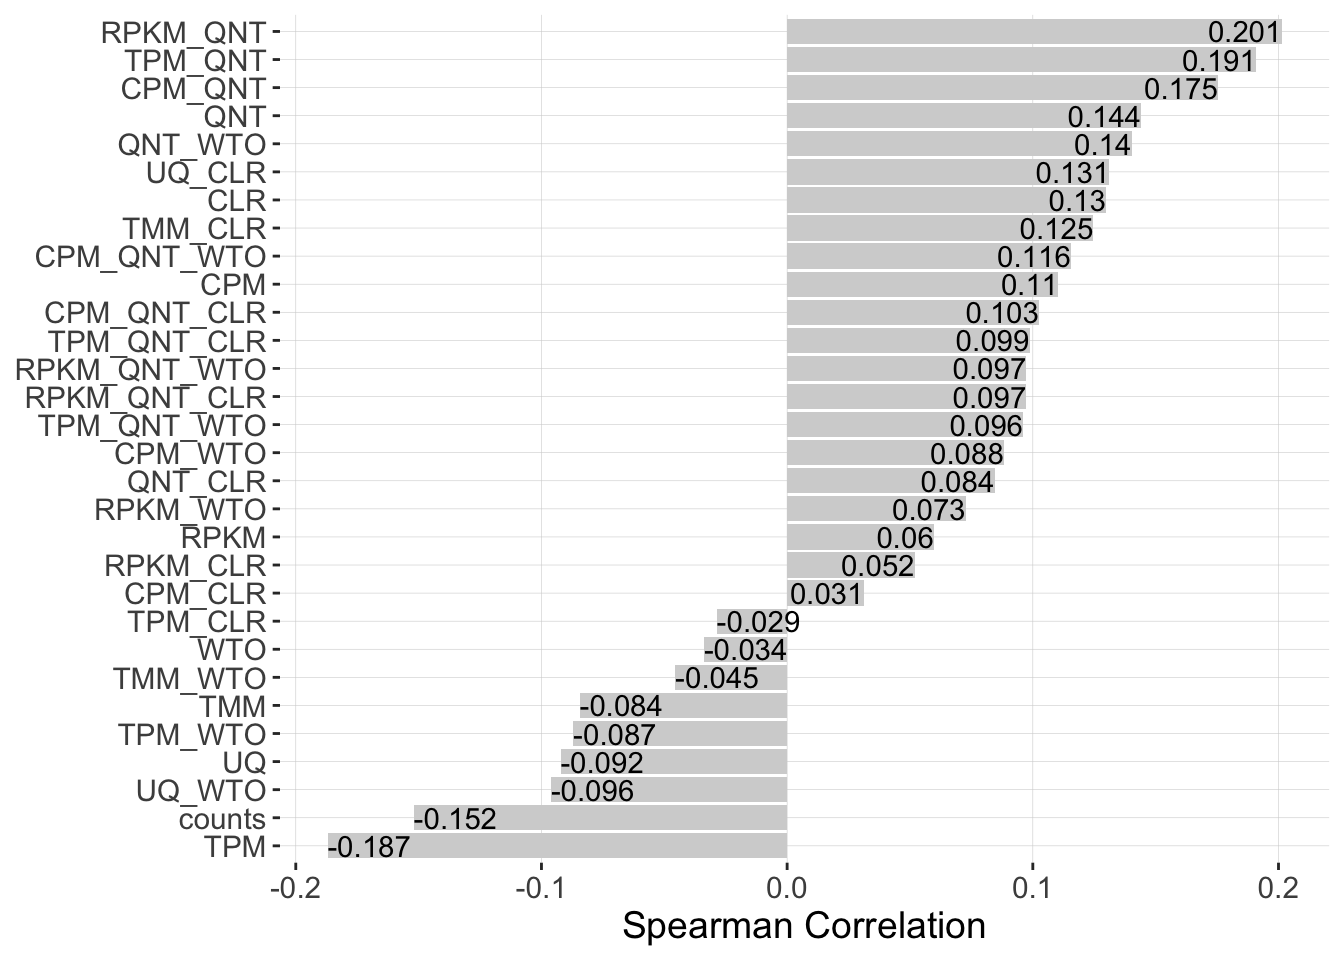 RPKM_QNT 0.201
TPM_QNT 0.191
CPM_QNT 0.175
QNT 0.144
QNT_WTO 0.14
UQ_CLR 0.131
CLR 0.13
TMM_CLR 0.125
CPM_QNT_WTO 0.116
CPM 0.11
CPM_QNT_CLR 0.103
TPM_QNT_CLR 0.099
RPKM_QNT_WTO 0.097
RPKM_QNT_CLR 0.097
TPM_QNT_WTO 0.096
CPM_WTO 0.088
QNT_CLR 0.084
RPKM_WTO 0.073
RPKM 0.06
RPKM_CLR 0.052
CPM_CLR 0.031
TPM_CLR -0.029
WTO -0.034
TMM_WTO -0.045
TMM -0.084
TPM_WTO -0.087
UQ -0.092
UQ_WTO -0.096
counts -0.152
TPM -0.187
-0.2 -0.1 0.0 0.1 0.2
Spearman Correlation